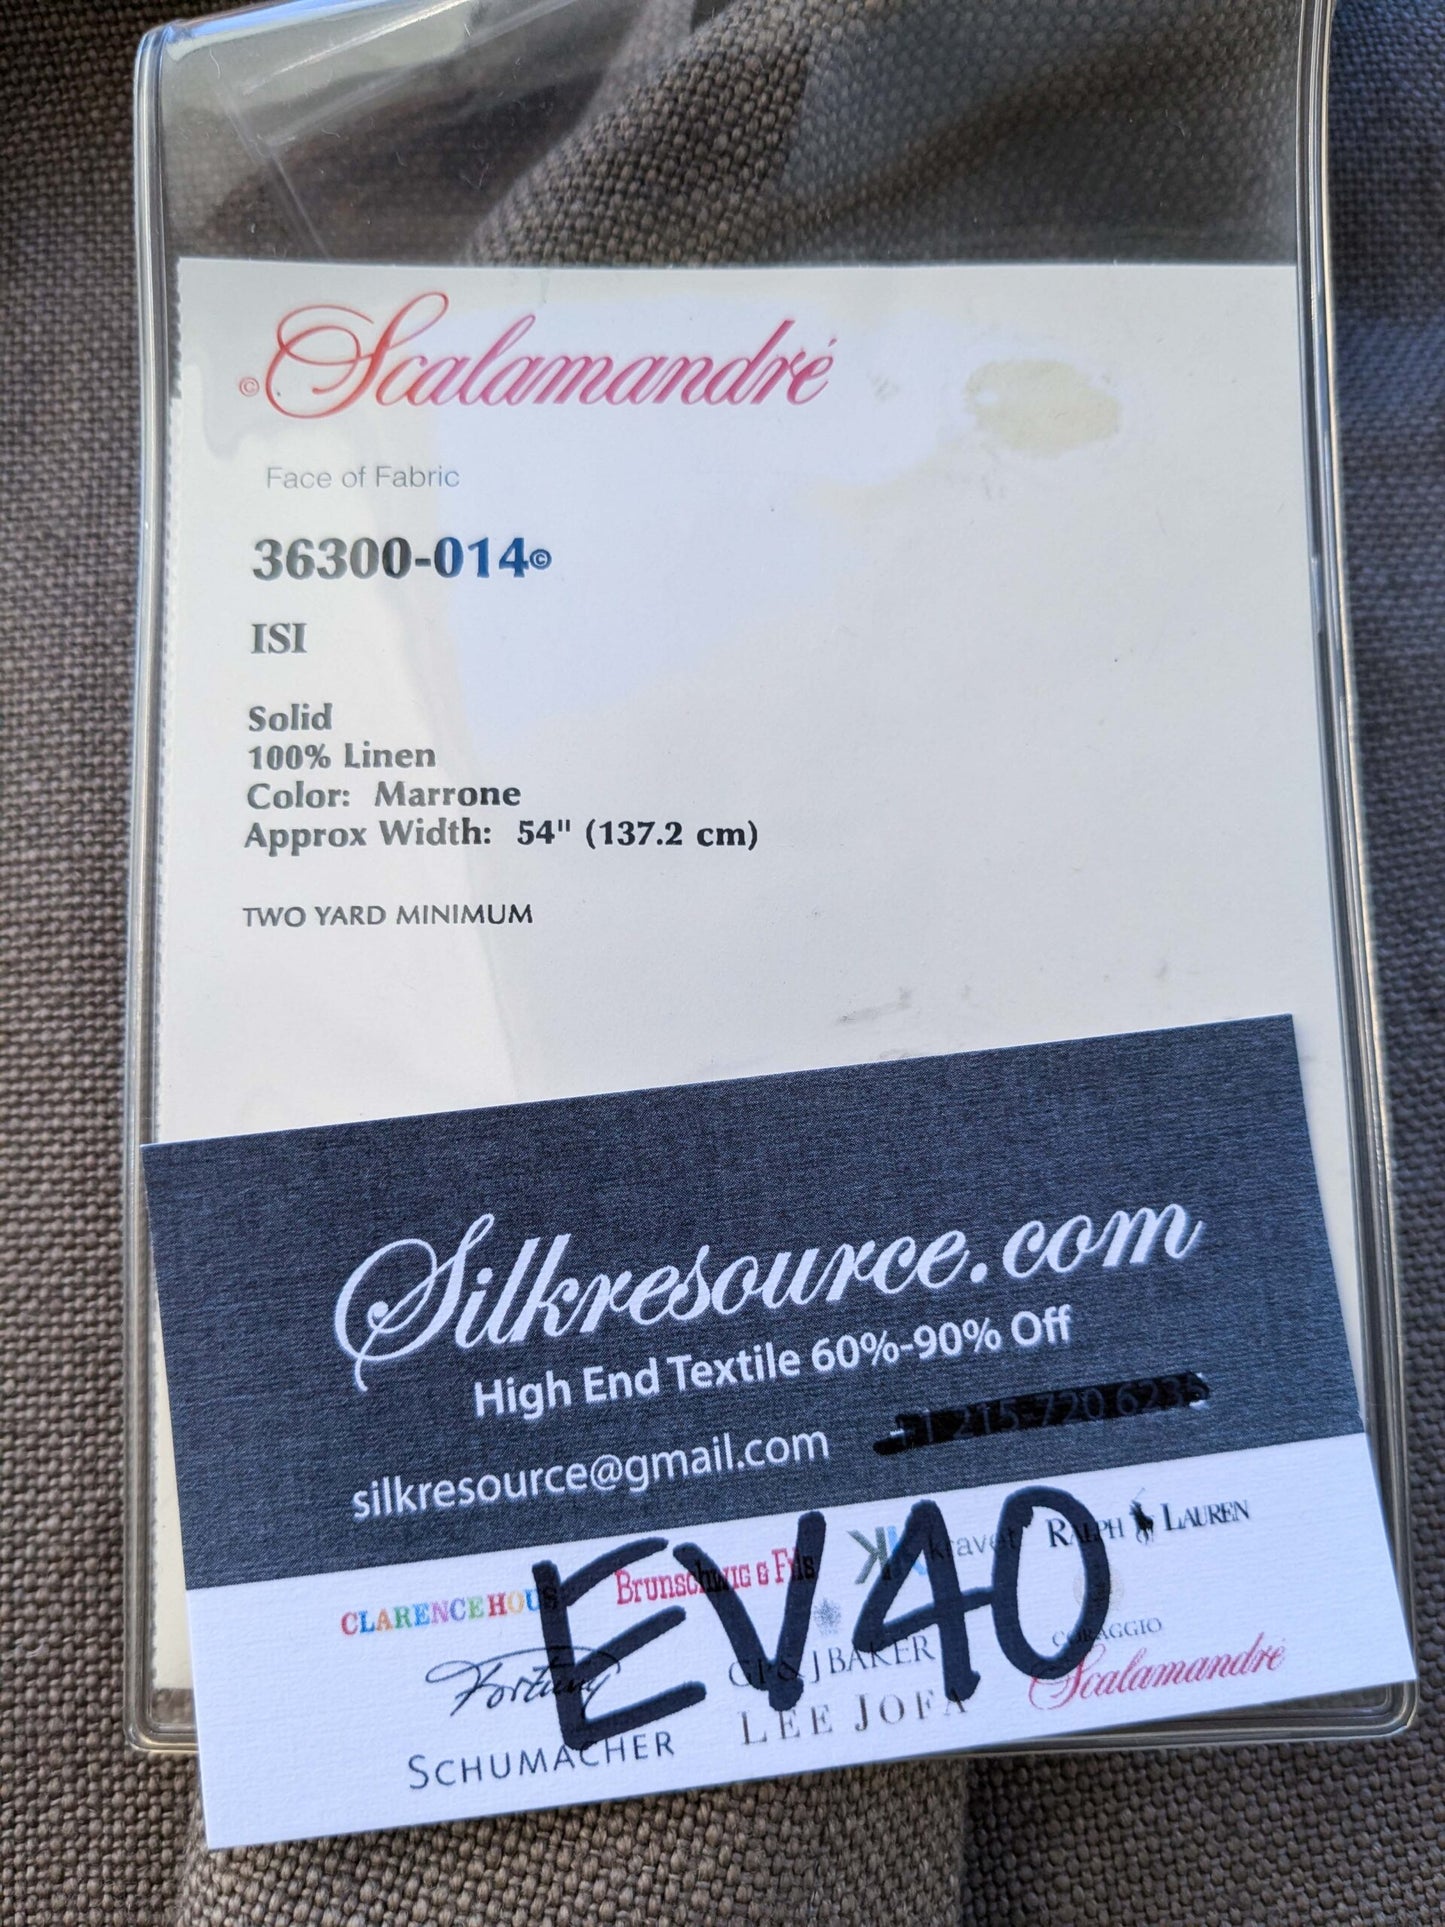 © Scalamandré
Face of Fabric
36300-014©
ISI
Solid
100% Linen
Color: Marrone
Approx Width: 54" (137.2 cm)
TWO YARD MINIMUM
Silkresource.com
High End Textile 60%-90% Off
silkresource@gmail.com
EV40
CLARENCE HOUS Brunschwig & Fils kravet RALPH LAUREN
Fortuny GP & J BAKER CORAGGIO
SCHUMACHER LEE JOFA Scalamandré